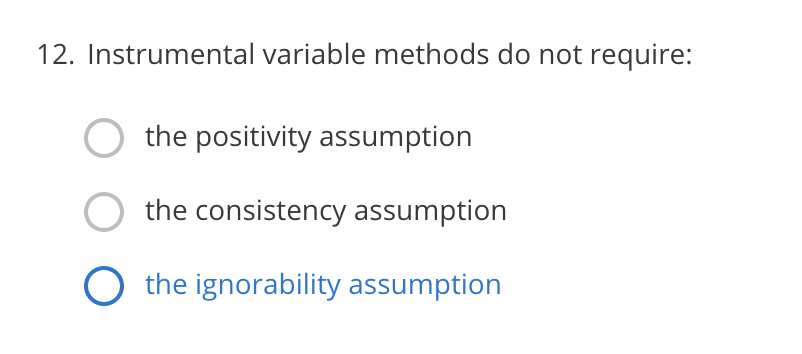 12. Instrumental variable methods do not require:
the positivity assumption
the consistency assumption
the ignorability assumption